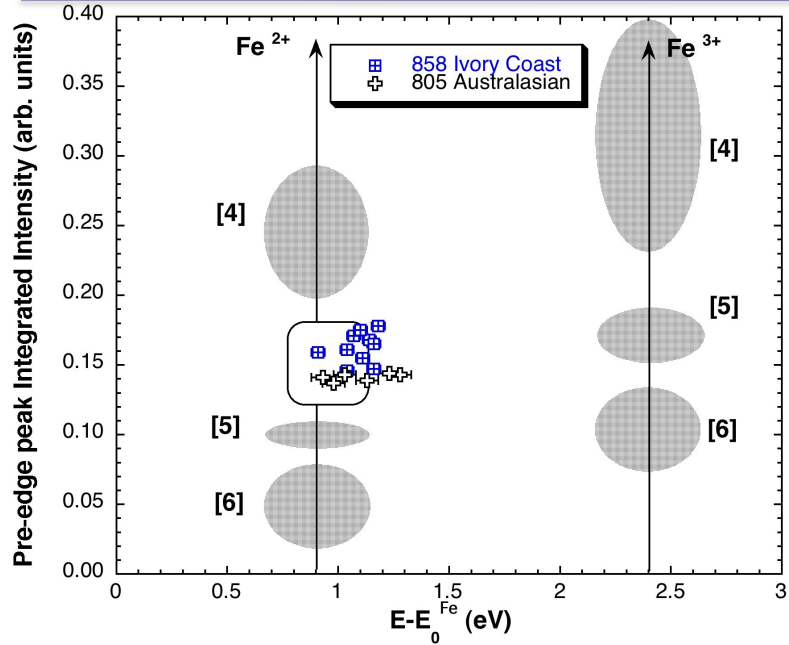 Pre-edge peak Integrated Intensity (arb. units)
0.40
0.35
0.30
0.25
0.20
0.15
0.10
0.05
0.00
Fe 2+
858 Ivory Coast
805 Australasian
Fe 3+
[4]
[4]
[5]
[5]
[6]
[6]
0 0.5 1 1.5 2 2.5 3
E-E0 Fe (eV)